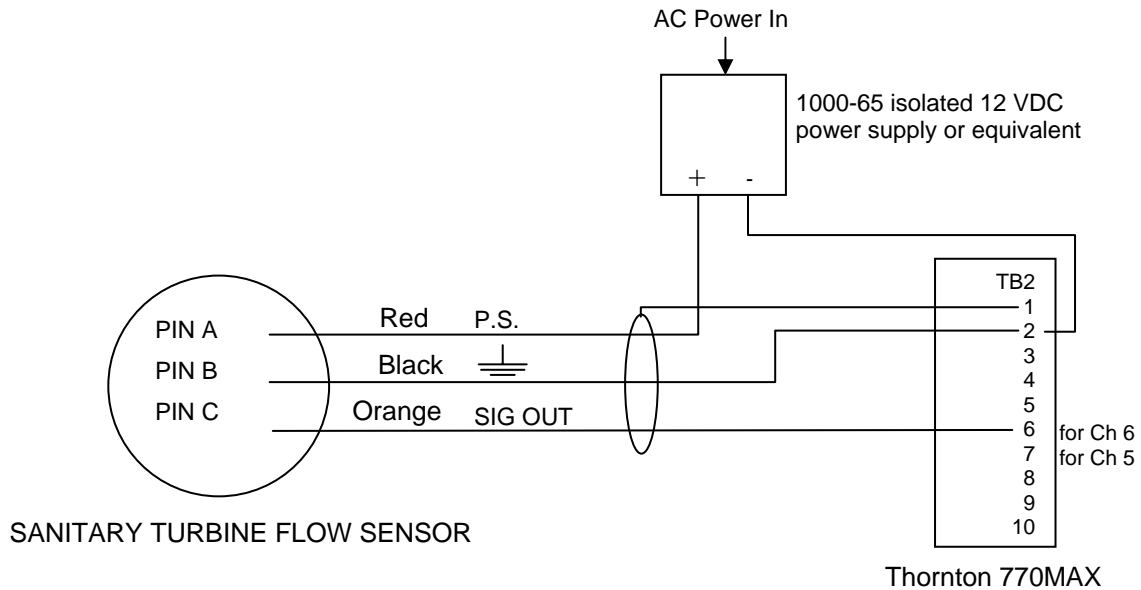 AC Power In
1000-65 isolated 12 VDC
power supply or equivalent
+ -
TB2
1
2
3
4
5
6
7
8
9
10
for Ch 6
for Ch 5
PIN A
Red P.S.
PIN B
Black
PIN C
Orange SIG OUT
SANITARY TURBINE FLOW SENSOR
Thornton 770MAX